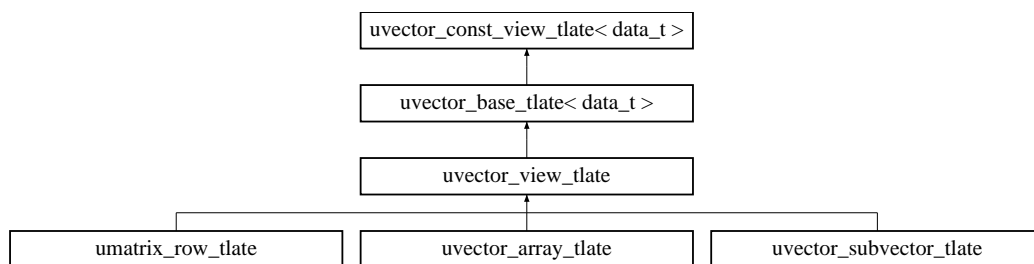 uvector_const_view_tlate< data_t >
uvector_base_tlate< data_t >
uvector_view_tlate
umatrix_row_tlate
uvector_array_tlate
uvector_subvector_tlate